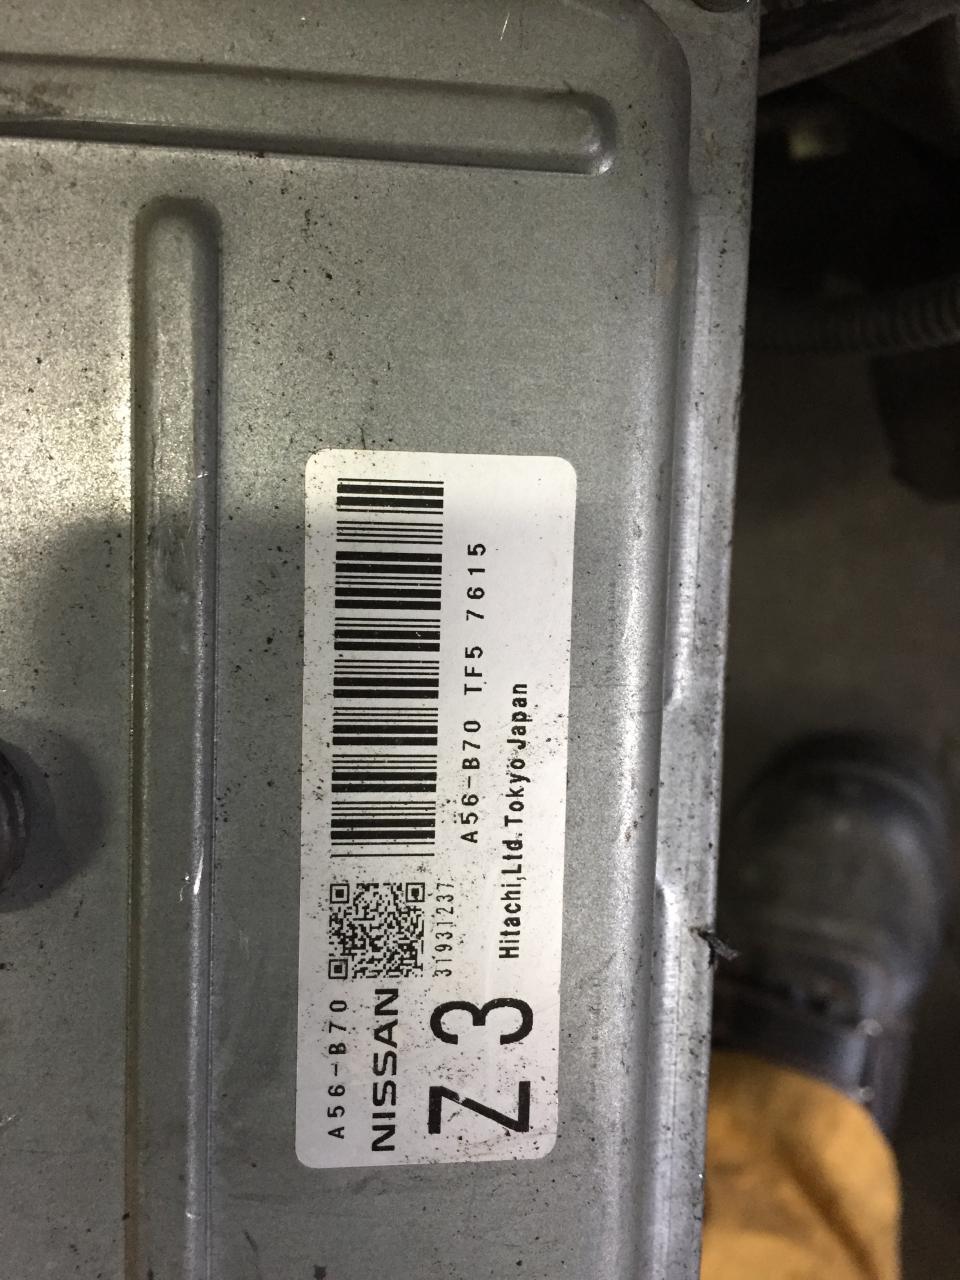 A56-B70
NISSAN
Z3
31931237
A56-B70 TF5 7615
Hitachi,Ltd.Tokyo Japan